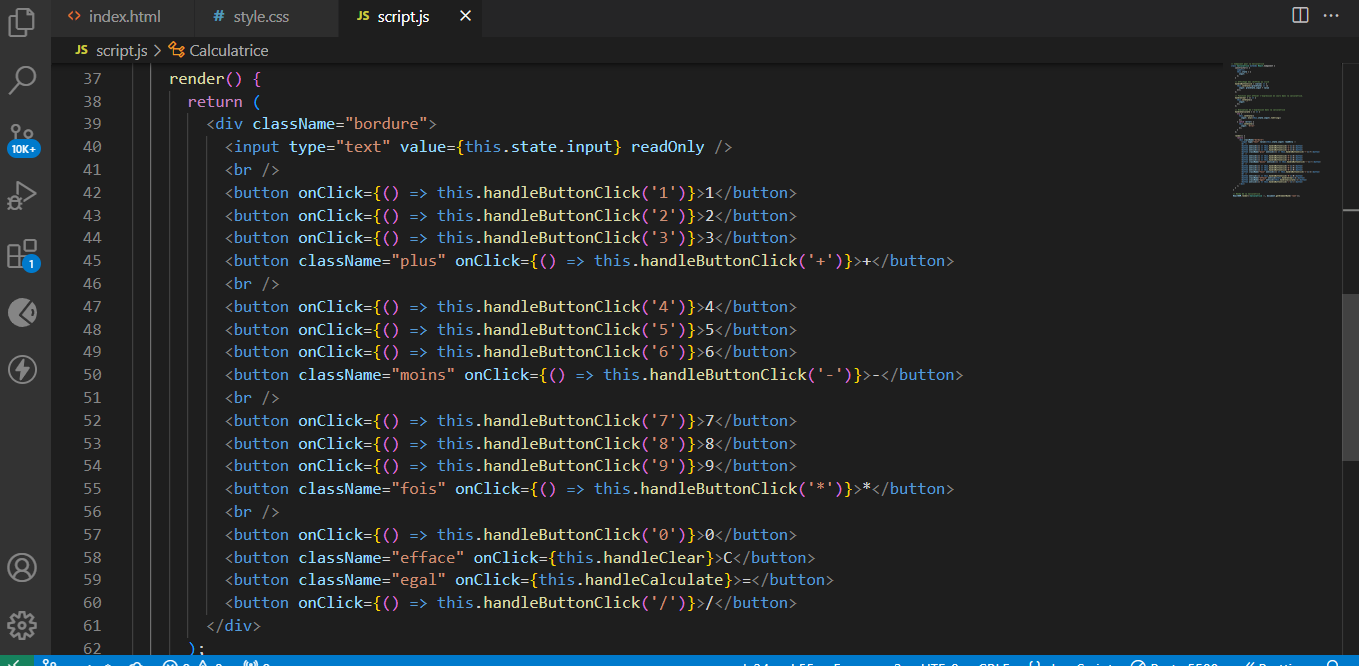 index.html
style.css
JS script.js
JS script.js > Calculatrice
37 render() {
38 return (
39 <div className="bordure">
40 <input type="text" value={this.state.input} readOnly />
41 <br />
42 <button onClick={() => this.handleButtonClick('1')}>1</button>
43 <button onClick={() => this.handleButtonClick('2')}>2</button>
44 <button onClick={() => this.handleButtonClick('3')}>3</button>
45 <button className="plus" onClick={() => this.handleButtonClick('+')}>+</button>
46 <br />
47 <button onClick={() => this.handleButtonClick('4')}>4</button>
48 <button onClick={() => this.handleButtonClick('5')}>5</button>
49 <button onClick={() => this.handleButtonClick('6')}>6</button>
50 <button className="moins" onClick={() => this.handleButtonClick('-')}>-</button>
51 <br />
52 <button onClick={() => this.handleButtonClick('7')}>7</button>
53 <button onClick={() => this.handleButtonClick('8')}>8</button>
54 <button onClick={() => this.handleButtonClick('9')}>9</button>
55 <button className="fois" onClick={() => this.handleButtonClick('*')}>*</button>
56 <br />
57 <button onClick={() => this.handleButtonClick('0')}>0</button>
58 <button className="efface" onClick={this.handleClear}>C</button>
59 <button className="egal" onClick={this.handleCalculate}>=</button>
60 <button onClick={() => this.handleButtonClick('/')}>/</button>
61 </div>
62 );
10K+
1